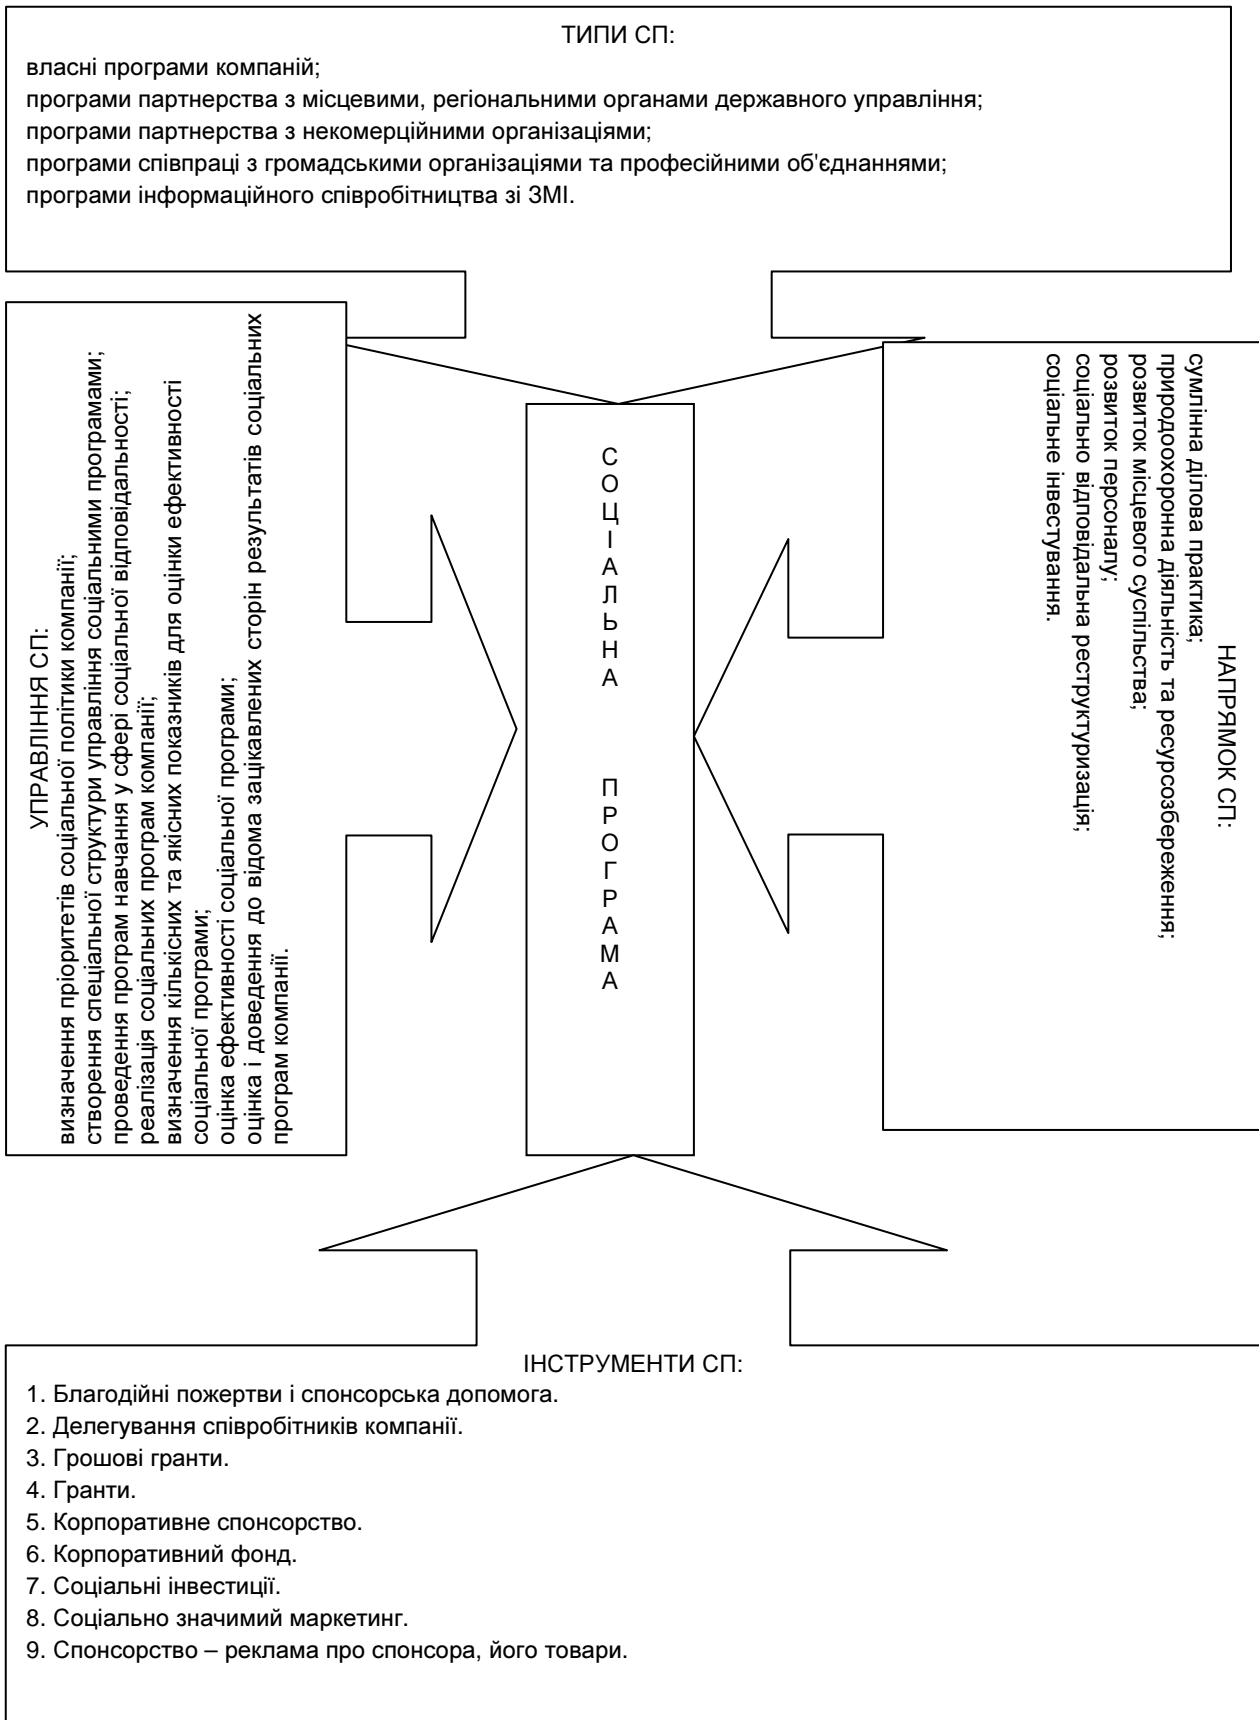 ТИПИ СП:
власні програми компаній;
програми партнерства з місцевими, регіональними органами державного управління;
програми партнерства з некомерційними організаціями;
програми співпраці з громадськими організаціями та професійними об'єднаннями;
програми інформаційного співробітництва зі ЗМІ.
УПРАВЛІННЯ СП:
визначення пріоритетів соціальної політики компанії;
створення спеціальної структури управління соціальними програмами;
проведення програм навчання у сфері соціальної відповідальності;
реалізація соціальних програм компанії;
визначення кількісних та якісних показників для оцінки ефективності
соціальної програми;
оцінка ефективності соціальної програми;
оцінка і доведення до відома зацікавлених сторін результатів соціальних
програм компанії.
СОЦІАЛЬНА ПРОГРАМА
НАПРЯМОК СП:
сумлінна ділова практика;
природоохоронна діяльність та ресурсозбереження;
розвиток місцевого суспільства;
розвиток персоналу;
соціально відповідальна реструктуризація;
соціальне інвестування.
ІНСТРУМЕНТИ СП:
1. Благодійні пожертви і спонсорська допомога.
2. Делегування співробітників компанії.
3. Грошові гранти.
4. Гранти.
5. Корпоративне спонсорство.
6. Корпоративний фонд.
7. Соціальні інвестиції.
8. Соціально значимий маркетинг.
9. Спонсорство – реклама про спонсора, його товари.